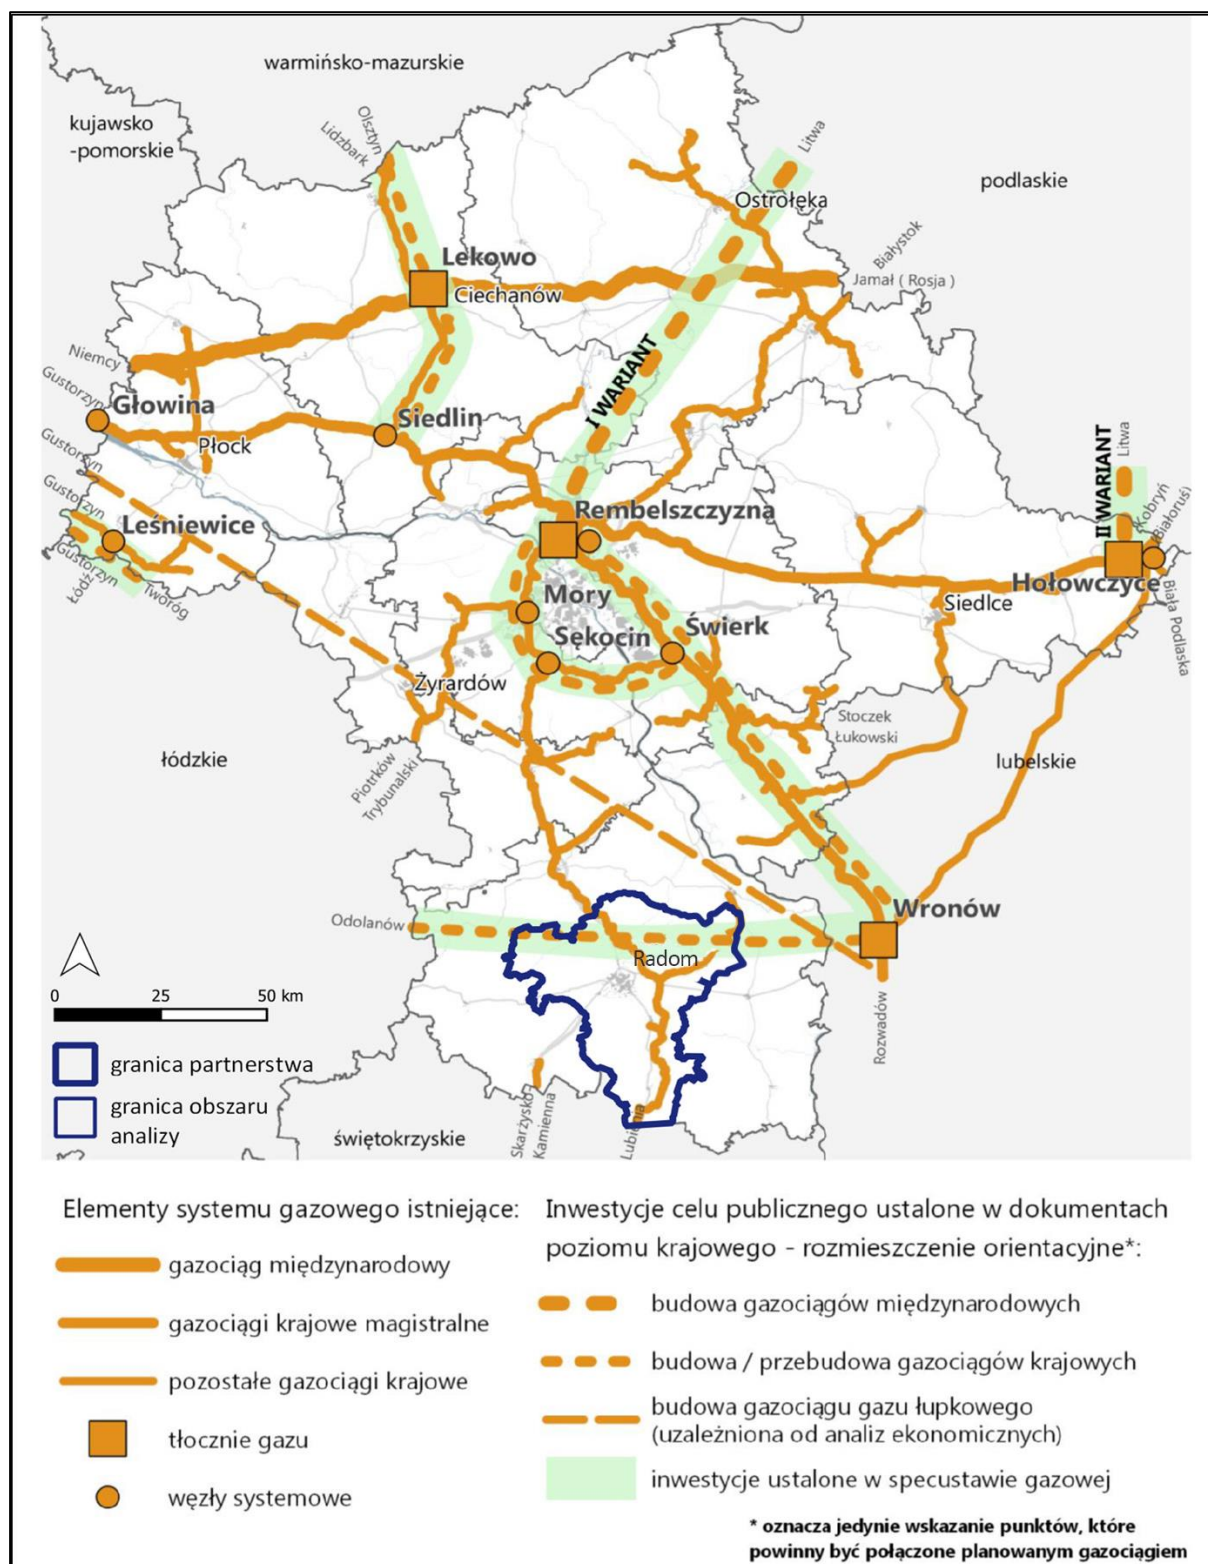 warmińsko-mazurskie
kujawsko
-pomorskie
Olsztyn
Lidzbark
Litwa
podlaskie
Ostrołęka
Białystok
Jamał ( Rosja )
Lekowo
Ciechanów
Niemcy
I WARIANT
Gustorzyn
Głowina
Siedlin
Płock
Gustorzyn
Gustorzyn
Leśniewice
Gustorzyn
Łódź
Tworóg
Rembelszczyzna
II WARIANT
Litwa
Kobryń
(Białoruś)
Hołowczyce
Biała Podlaska
Siedlce
Mory
Sękocin
Świerk
Żyrardów
Stoczek
Łukowski
łódzkie
lubelskie
Piotrków
Trybunalski
Odolanów
Wronów
Radom
Rozwadów
0 25 50 km
granica partnerstwa
granica obszaru
analizy
świętokrzyskie
Skarżysko-
Kamienna
Lubienia
Elementy systemu gazowego istniejące:
gazociąg międzynarodowy
gazociągi krajowe magistralne
pozostałe gazociągi krajowe
tłocznie gazu
węzły systemowe
Inwestycje celu publicznego ustalone w dokumentach
poziomu krajowego - rozmieszczenie orientacyjne*:
budowa gazociągów międzynarodowych
budowa / przebudowa gazociągów krajowych
budowa gazociągu gazu łupkowego
(uzależniona od analiz ekonomicznych)
inwestycje ustalone w specustawie gazowej
* oznacza jedynie wskazanie punktów, które
powinny być połączone planowanym gazociągiem